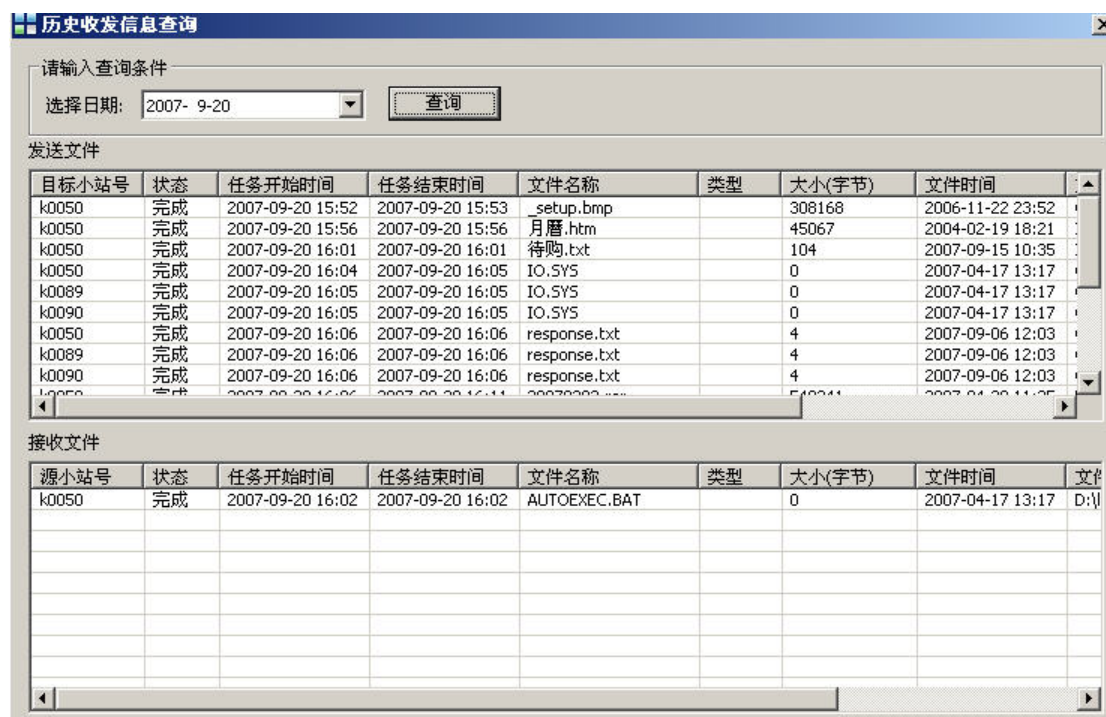 历史收发信息查询
请输入查询条件
选择日期: 2007- 9-20 查询
发送文件
目标小站号 状态 任务开始时间 任务结束时间 文件名称 类型 大小(字节) 文件时间
k0050 完成 2007-09-20 15:52 2007-09-20 15:53 _setup.bmp 308168 2006-11-22 23:52
k0050 完成 2007-09-20 15:56 2007-09-20 15:56 月曆.htm 45067 2004-02-19 18:21
k0050 完成 2007-09-20 16:01 2007-09-20 16:01 待购.txt 104 2007-09-15 10:35
k0050 完成 2007-09-20 16:04 2007-09-20 16:05 IO.SYS 0 2007-04-17 13:17
k0089 完成 2007-09-20 16:05 2007-09-20 16:05 IO.SYS 0 2007-04-17 13:17
k0090 完成 2007-09-20 16:05 2007-09-20 16:05 IO.SYS 0 2007-04-17 13:17
k0050 完成 2007-09-20 16:06 2007-09-20 16:06 response.txt 4 2007-09-06 12:03
k0089 完成 2007-09-20 16:06 2007-09-20 16:06 response.txt 4 2007-09-06 12:03
k0090 完成 2007-09-20 16:06 2007-09-20 16:06 response.txt 4 2007-09-06 12:03
接收文件
源小站号 状态 任务开始时间 任务结束时间 文件名称 类型 大小(字节) 文件时间 文件
k0050 完成 2007-09-20 16:02 2007-09-20 16:02 AUTOEXEC.BAT 0 2007-04-17 13:17 D:\